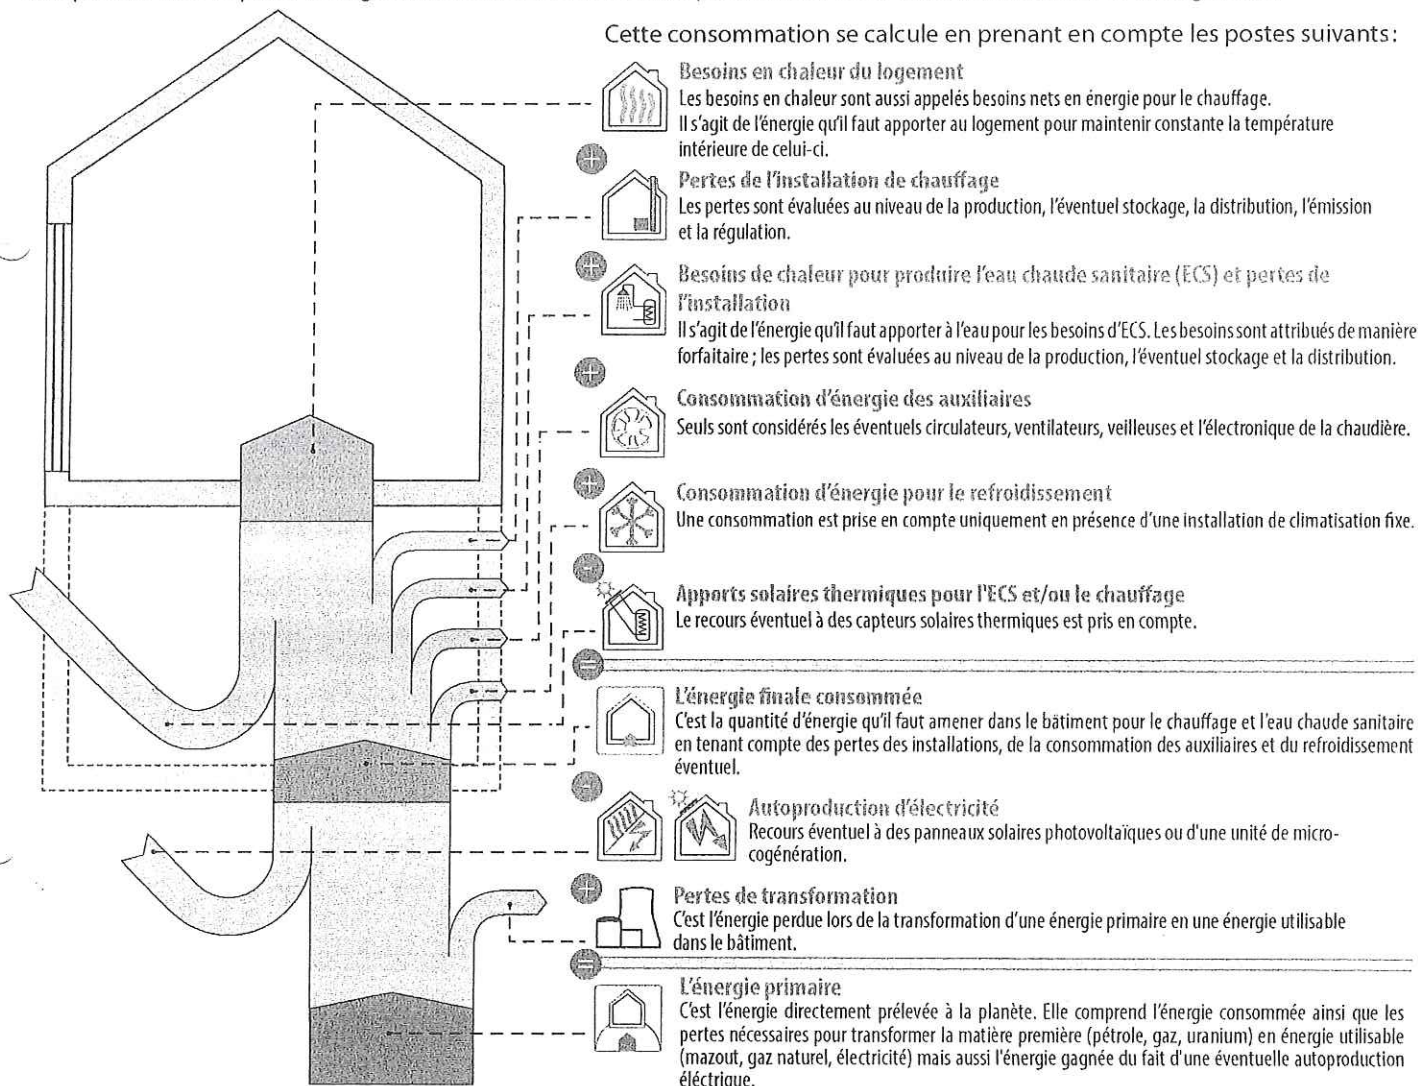 Cette consommation se calcule en prenant en compte les postes suivants:
Besoins en chaleur du logement
Les besoins en chaleur sont aussi appelés besoins nets en énergie pour le chauffage.
Il s'agit de l'énergie qu'il faut apporter au logement pour maintenir constante la température
intérieure de celui-ci.
+
Pertes de l'installation de chauffage
Les pertes sont évaluées au niveau de la production, l'éventuel stockage, la distribution, l'émission
et la régulation.
+
Besoins de chaleur pour produire l'eau chaude sanitaire (ECS) et pertes de
l'installation
Il s'agit de l'énergie qu'il faut apporter à l'eau pour les besoins d'ECS. Les besoins sont attribués de manière
forfaitaire ; les pertes sont évaluées au niveau de la production, l'éventuel stockage et la distribution.
+
Consommation d'énergie des auxiliaires
Seuls sont considérés les éventuels circulateurs, ventilateurs, veilleuses et l'électronique de la chaudière.
+
Consommation d'énergie pour le refroidissement
Une consommation est prise en compte uniquement en présence d'une installation de climatisation fixe.
-
Apports solaires thermiques pour l'ECS et/ou le chauffage
Le recours éventuel à des capteurs solaires thermiques est pris en compte.
=
L'énergie finale consommée
C'est la quantité d'énergie qu'il faut amener dans le bâtiment pour le chauffage et l'eau chaude sanitaire
en tenant compte des pertes des installations, de la consommation des auxiliaires et du refroidissement
éventuel.
-
Autoproduction d'électricité
Recours éventuel à des panneaux solaires photovoltaïques ou d'une unité de micro-
cogénération.
+
Pertes de transformation
C'est l'énergie perdue lors de la transformation d'une énergie primaire en une énergie utilisable
dans le bâtiment.
=
L'énergie primaire
C'est l'énergie directement prélevée à la planète. Elle comprend l'énergie consommée ainsi que les
pertes nécessaires pour transformer la matière première (pétrole, gaz, uranium) en énergie utilisable
(mazout, gaz naturel, électricité) mais aussi l'énergie gagnée du fait d'une éventuelle autoproduction
éléctrique.